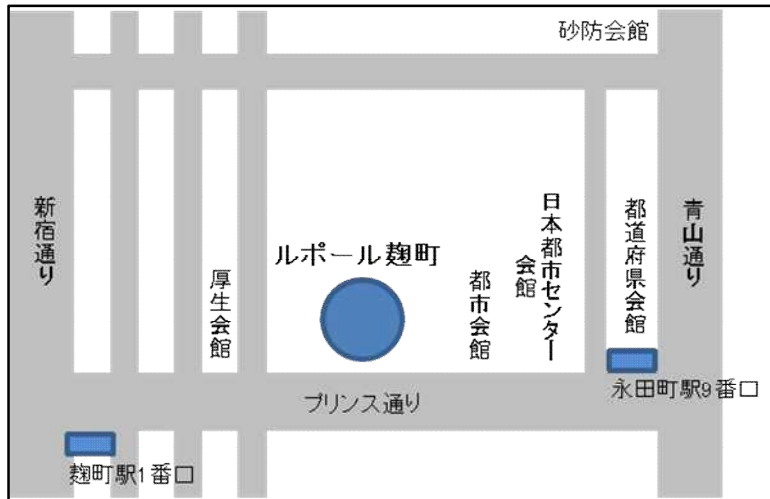 砂防会館
新宿通り
厚生会館
ルポール麹町
都市会館
日本都市センター
会館
都道府県会館
青山通り
プリンス通り
永田町駅9番口
麹町駅1番口